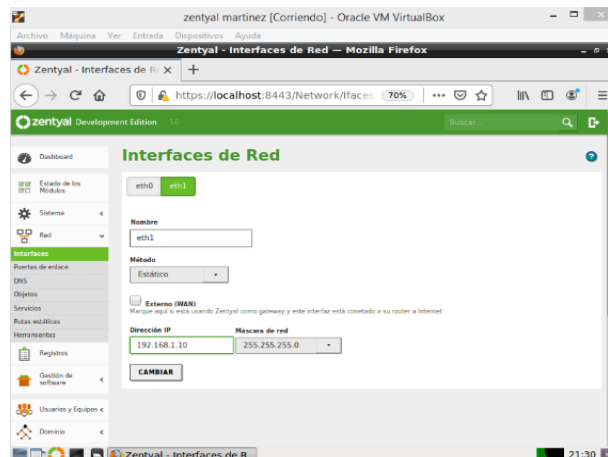 zentyal martinez [Corriendo] - Oracle VM VirtualBox
Archivo Máquina Ver Entrada Dispositivos Ayuda
Zentyal - Interfaces de Red — Mozilla Firefox
Zentyal - Interfaces de R
https://localhost:8443/Network/Ifaces 70%
zentyal Development Edition 5.0 Buscar...
Interfaces de Red
Dashboard
Estado de los
Módulos
Sistema
Red
Interfaces
Puertas de enlace
DNS
Objetos
Servicios
Rutas estáticas
Herramientas
Registros
Gestión de
software
Usuarios y Equipos
Dominio
eth0 eth1
Nombre
eth1
Método
Estático
Externo (WAN)
Marque aquí si está usando Zentyal como gateway y este interfaz está conetado a su router a Internet
Dirección IP Máscara de red
192.168.1.10 255.255.255.0
CAMBIAR
Zentyal - Interfaces de R 21:30